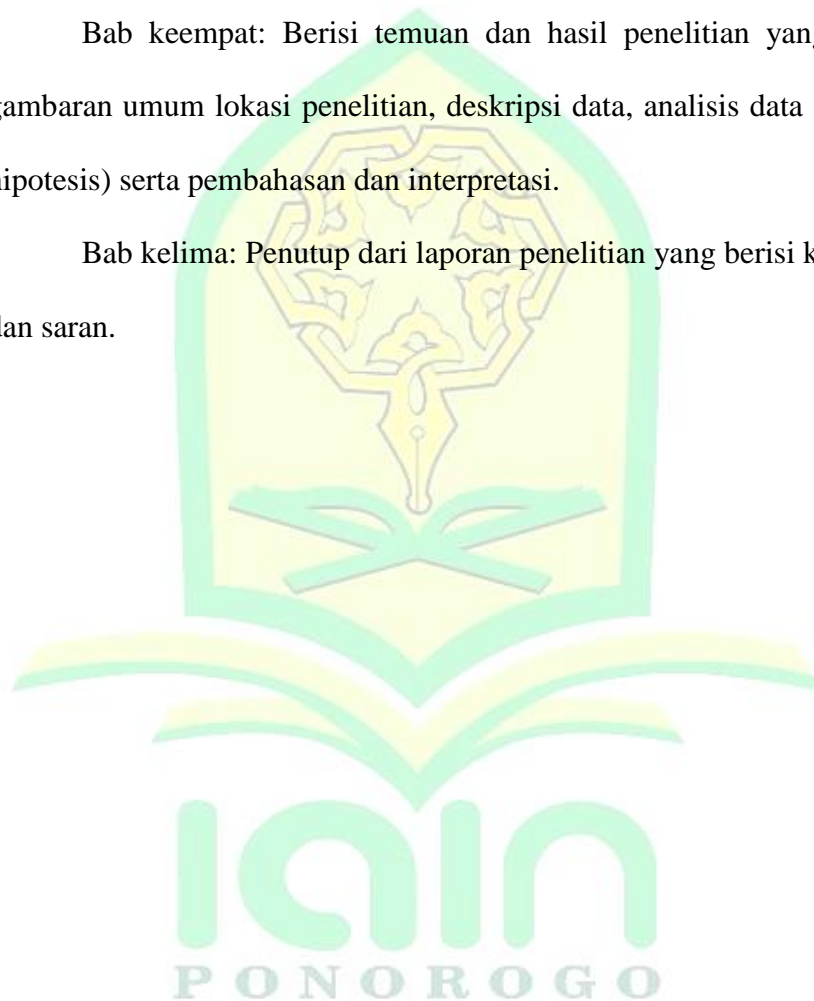 Bab keempat: Berisi temuan dan hasil penelitian yang
gambaran umum lokasi penelitian, deskripsi data, analisis data
hipotesis) serta pembahasan dan interpretasi.
Bab kelima: Penutup dari laporan penelitian yang berisi
dan saran.
iain
PONOROGO